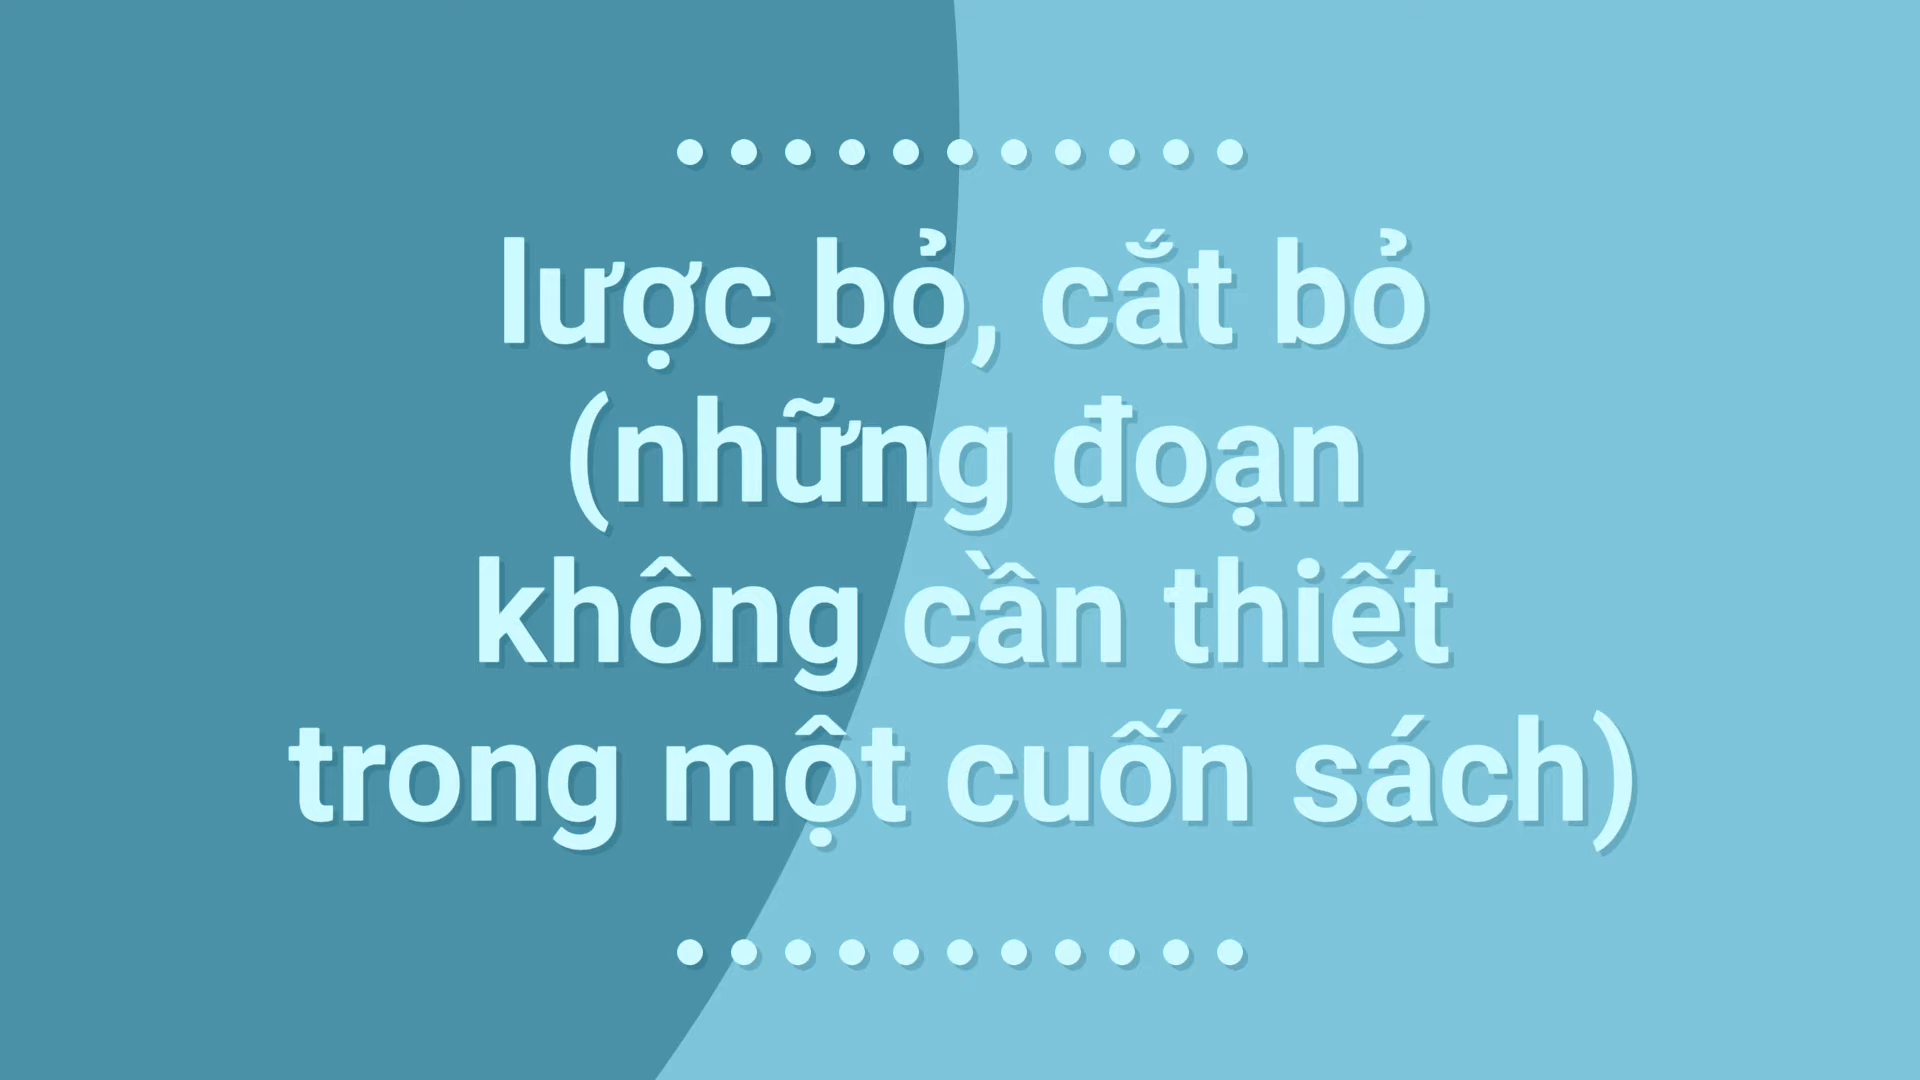 lược bỏ, cắt bỏ
(những đoạn
không cần thiết
trong một cuốn sách)